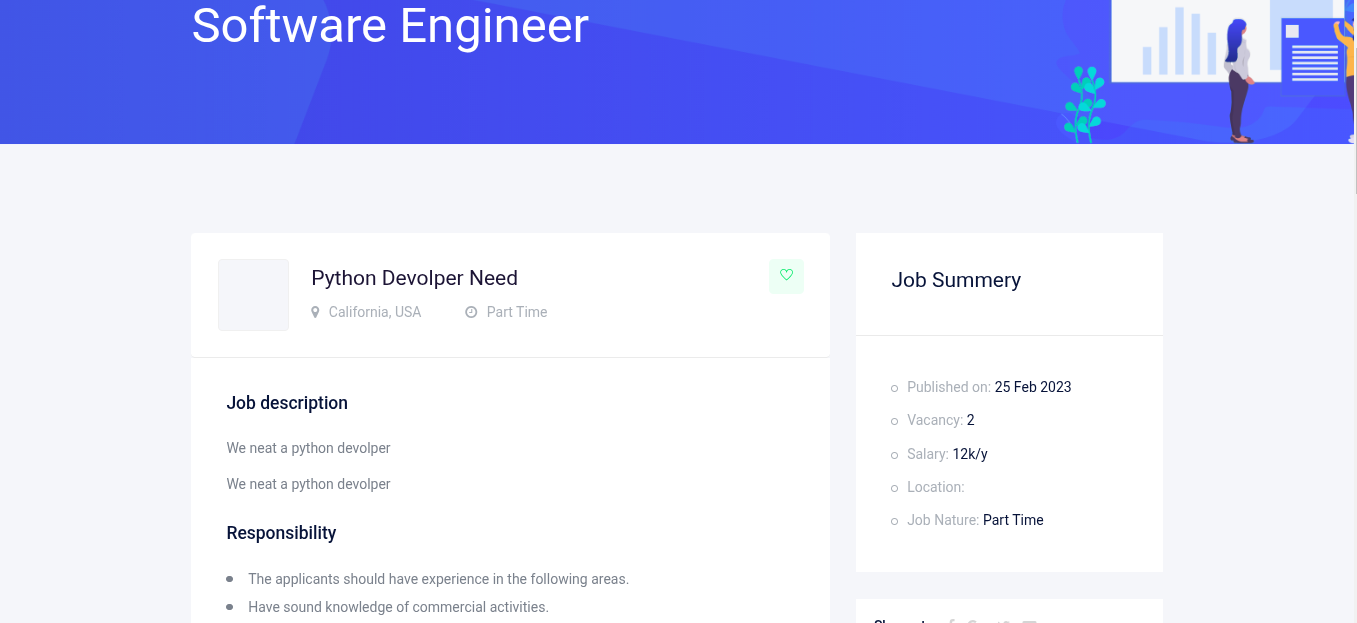 Software Engineer
Python Devolper Need
California, USA Part Time
Job description
We neat a python devolper
We neat a python devolper
Responsibility
The applicants should have experience in the following areas.
Have sound knowledge of commercial activities.
Job Summery
Published on: 25 Feb 2023
Vacancy: 2
Salary: 12k/y
Location:
Job Nature: Part Time